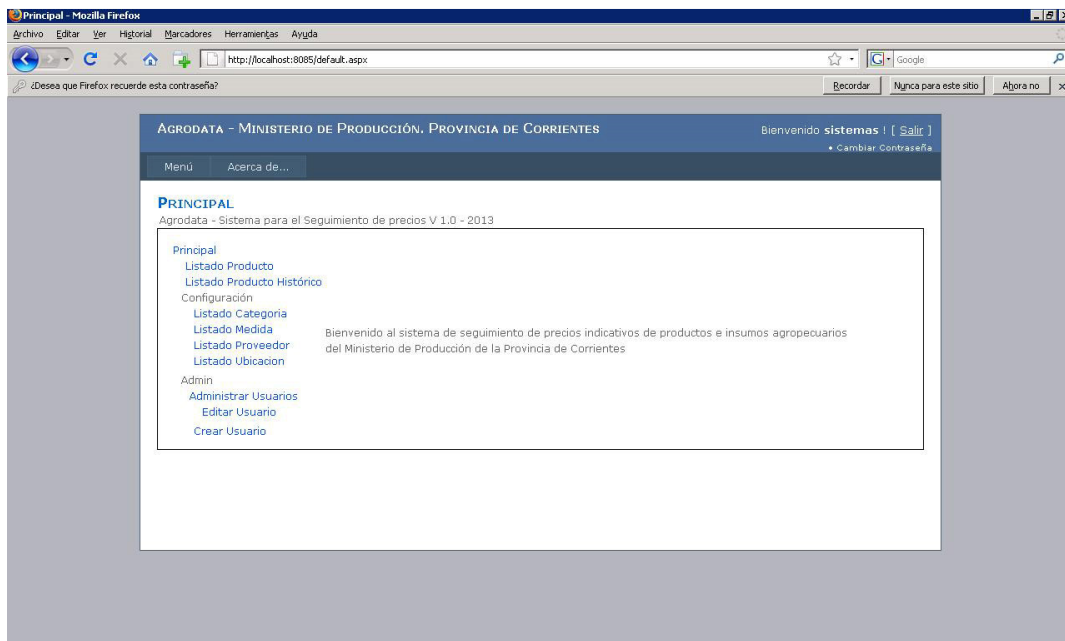 Principal - Mozilla Firefox
Archivo Editar Ver Historial Marcadores Herramientas Ayuda
http://localhost:8085/default.aspx
G Google
¿Desea que Firefox recuerde esta contraseña? Recordar Nunca para este sitio Ahora no
AGRODATA - MINISTERIO DE PRODUCCIÓN. PROVINCIA DE CORRIENTES
Bienvenido sistemas ! [ Salir ]
• Cambiar Contraseña
Menú Acerca de...
PRINCIPAL
Agrodata - Sistema para el Seguimiento de precios V 1.0 - 2013
Principal
Listado Producto
Listado Producto Histórico
Configuración
Listado Categoria
Listado Medida
Listado Proveedor
Listado Ubicacion
Admin
Administrar Usuarios
Editar Usuario
Crear Usuario
Bienvenido al sistema de seguimiento de precios indicativos de productos e insumos agropecuarios
del Ministerio de Producción de la Provincia de Corrientes